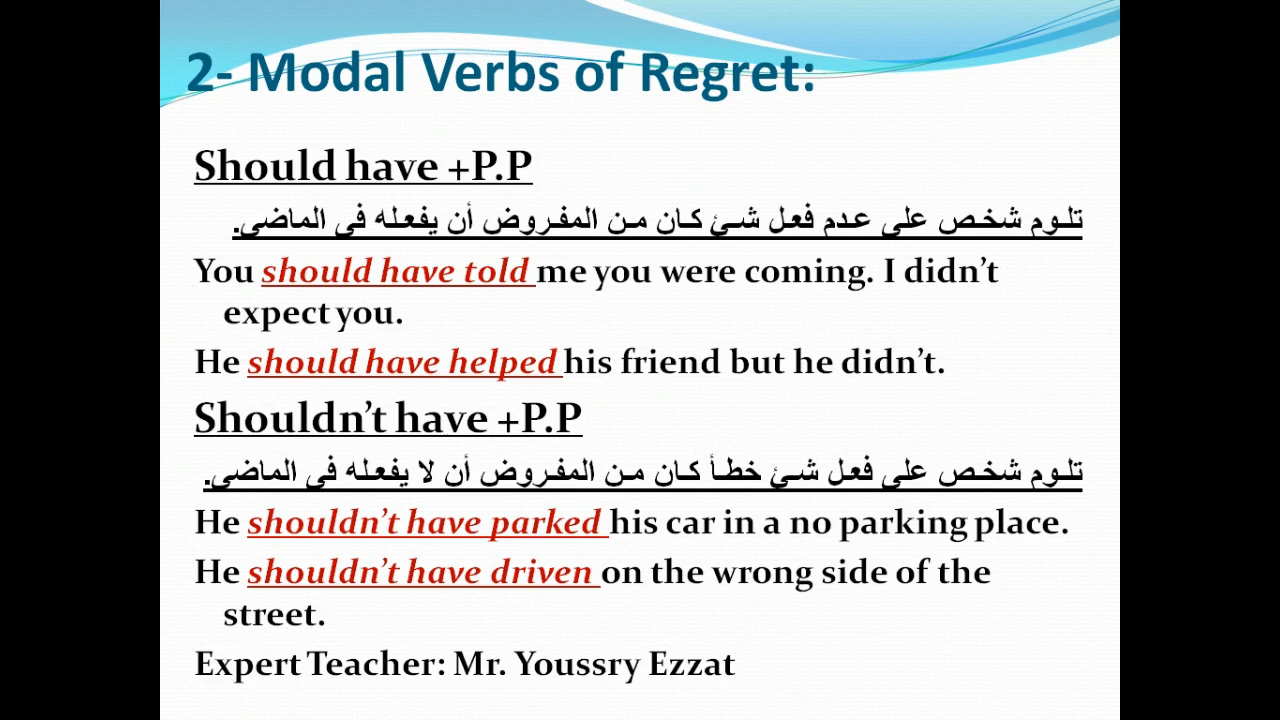 2- Modal Verbs of Regret:
Should have +P.P
تلوم شخص على عدم فعل شئ كان من المفروض أن يفعله فى الماضى.
You should have told me you were coming. I didn’t
expect you.
He should have helped his friend but he didn’t.
Shouldn’t have +P.P
تلوم شخص على فعل شئ خطأ كان من المفروض أن لا يفعله فى الماضى.
He shouldn’t have parked his car in a no parking place.
He shouldn’t have driven on the wrong side of the
street.
Expert Teacher: Mr. Youssry Ezzat